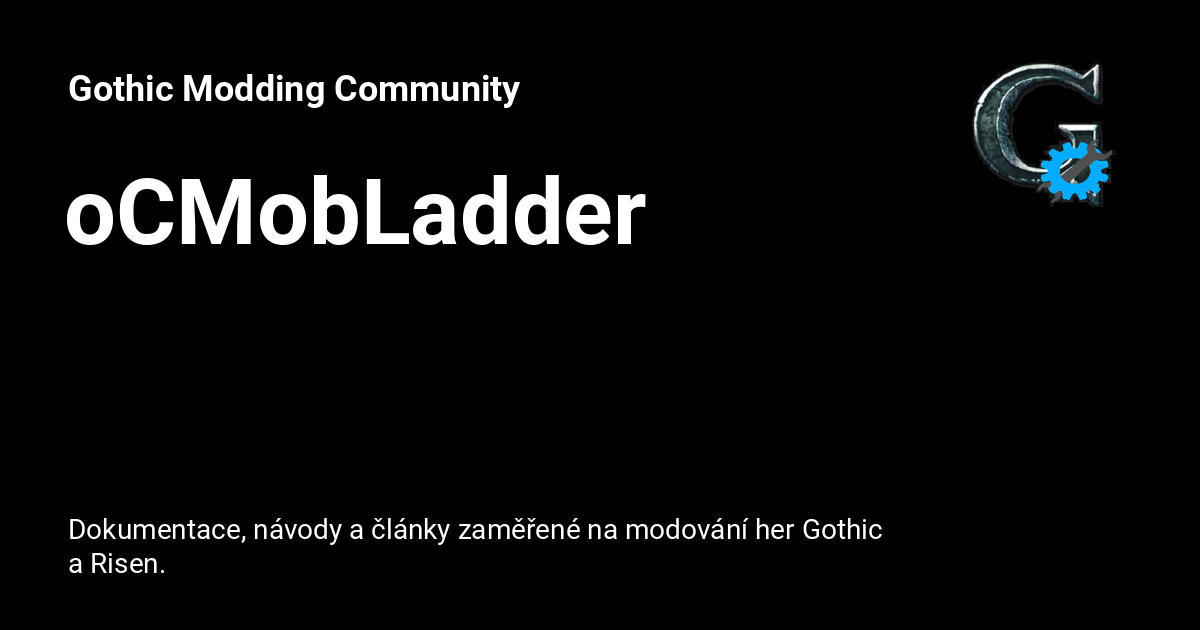 Gothic Modding Community
oCMobLadder
Dokumentace, návody a články zaměřené na modování her Gothic
a Risen.